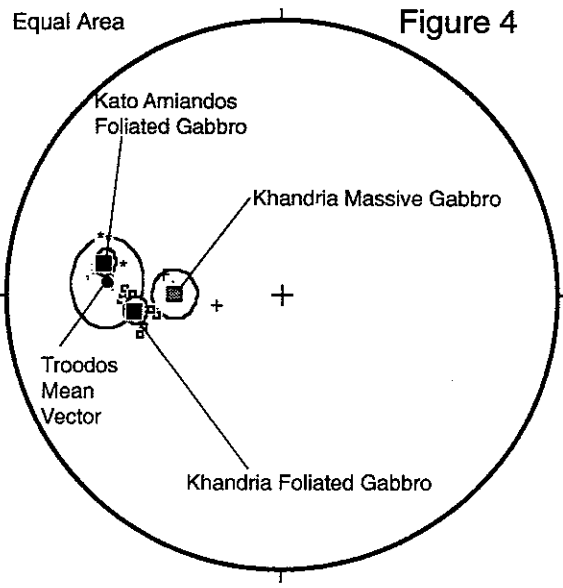 Equal Area
Figure 4
Kato Amiandos
Foliated Gabbro
Khandria Massive Gabbro
Troodos
Mean
Vector
Khandria Foliated Gabbro